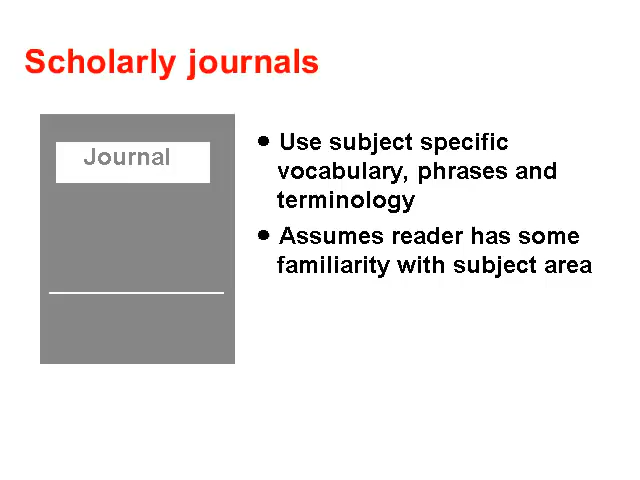 Scholarly journals
Journal
• Use subject specific
vocabulary, phrases and
terminology
• Assumes reader has some
familiarity with subject area